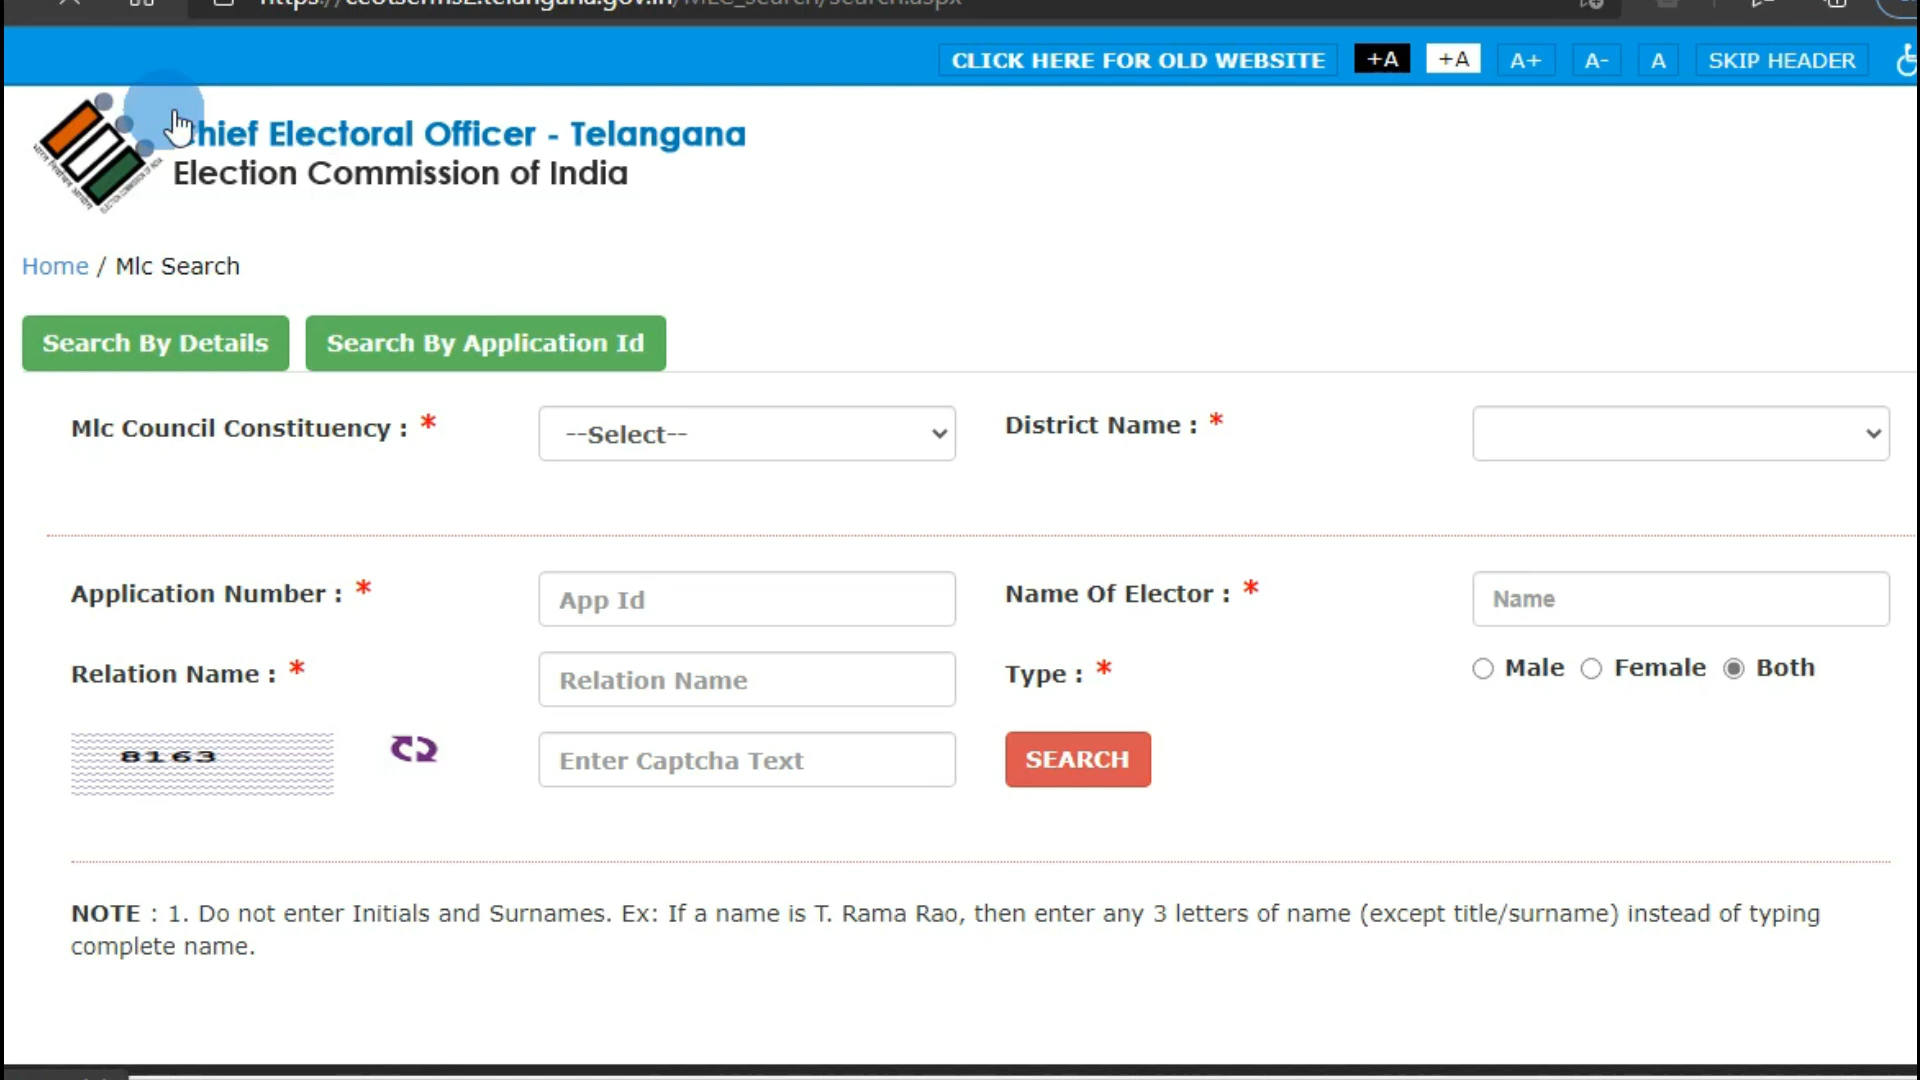 CLICK HERE FOR OLD WEBSITE +A +A A+ A- A SKIP HEADER
hief Electoral Officer - Telangana
Election Commission of India
Home / Mlc Search
Search By Details Search By Application Id
Mlc Council Constituency : * --Select-- District Name : *
Application Number : * App Id Name Of Elector : * Name
Relation Name : * Relation Name Type : * Male Female Both
8163 Enter Captcha Text SEARCH
NOTE : 1. Do not enter Initials and Surnames. Ex: If a name is T. Rama Rao, then enter any 3 letters of name (except title/surname) instead of typing
complete name.